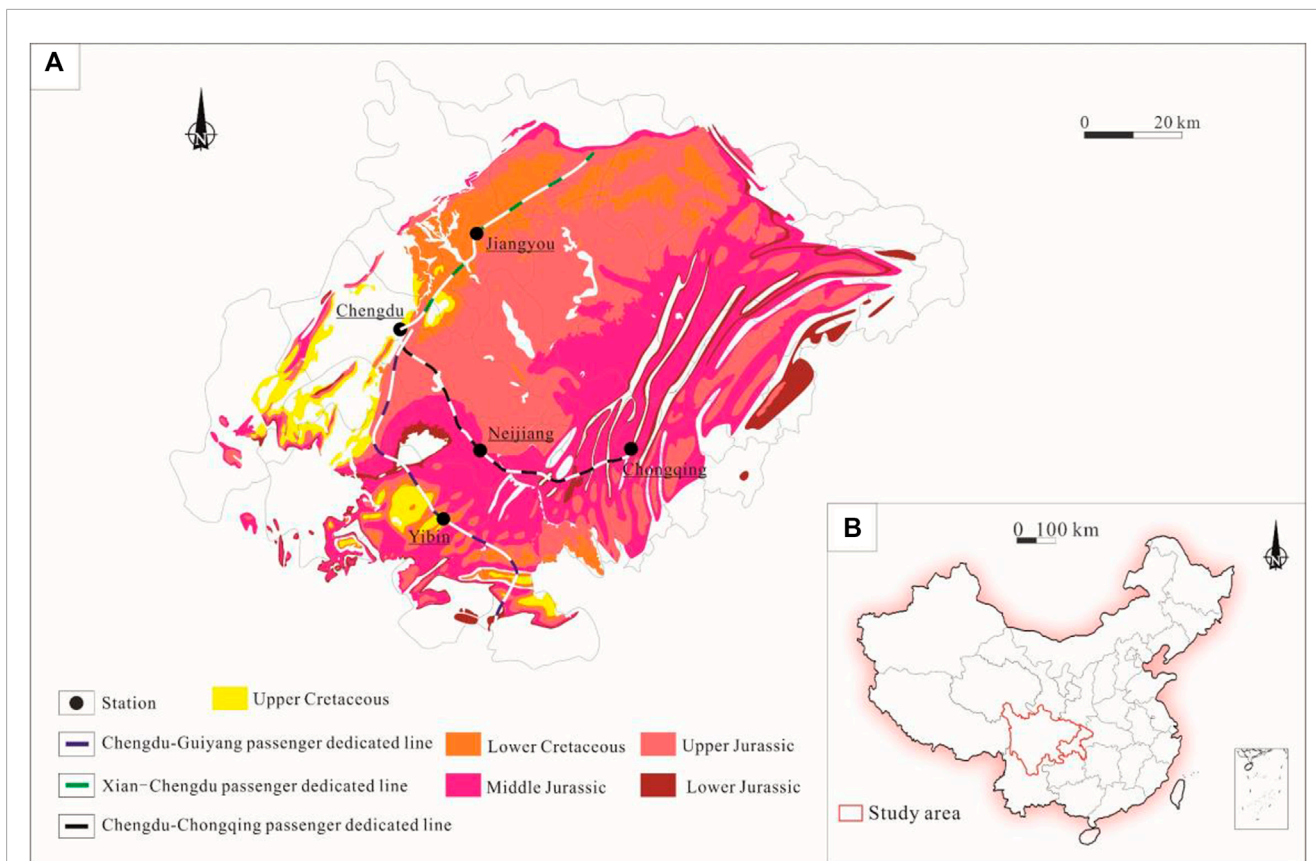 A
N
0 20 km
Jiangyou
Chengdu
Neijiang
Chongqing
Yibin
Station
Upper Cretaceous
Chengdu-Guiyang passenger dedicated line
Lower Cretaceous
Upper Jurassic
Xian-Chengdu passenger dedicated line
Middle Jurassic
Lower Jurassic
Chengdu-Chongqing passenger dedicated line
B
0 100 km
N
Study area